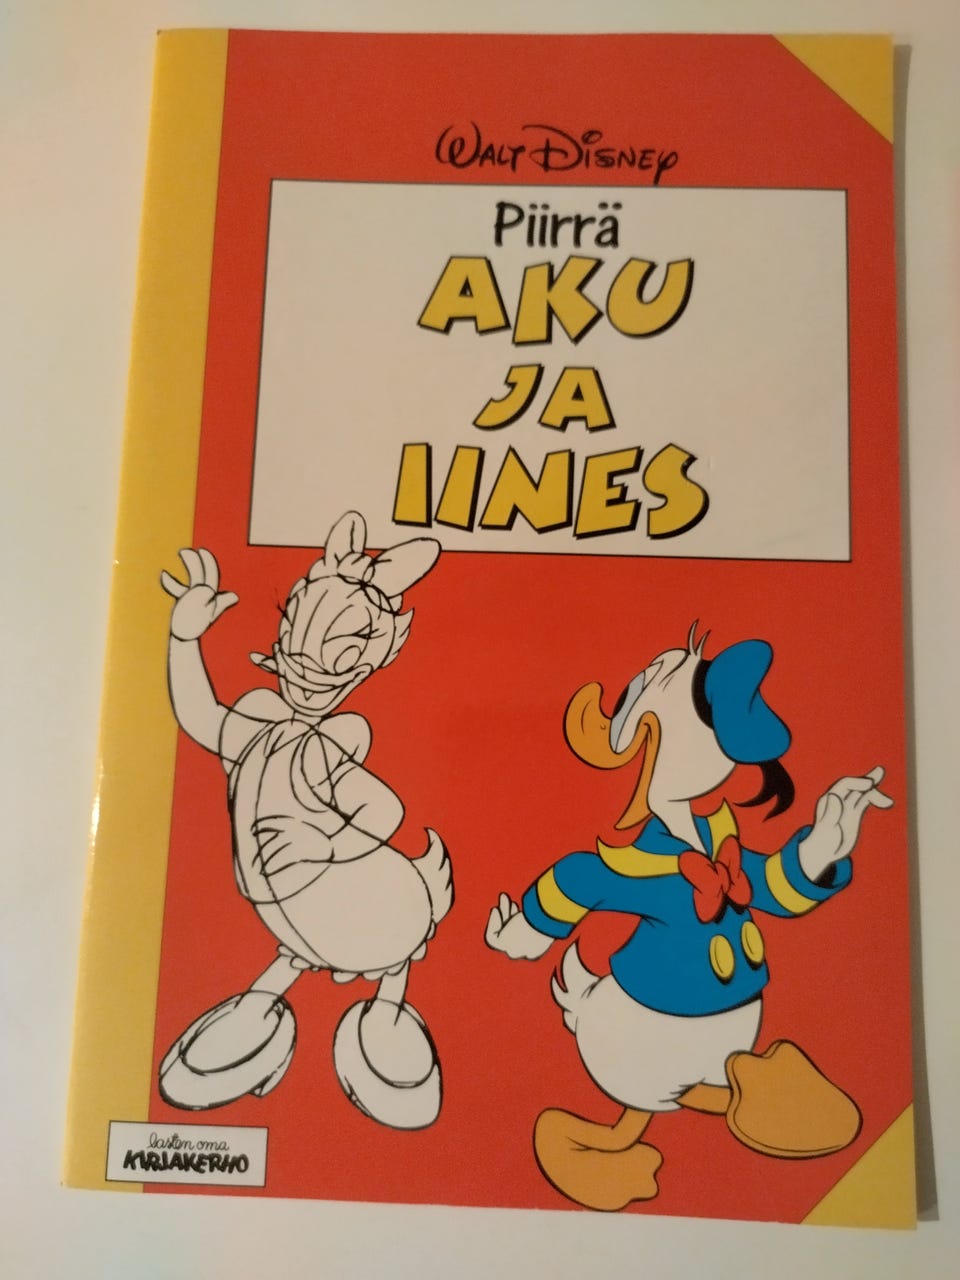 Walt Disney
Piirrä
AKU
JA
IINES
lasten oma
KIRJAKERHO